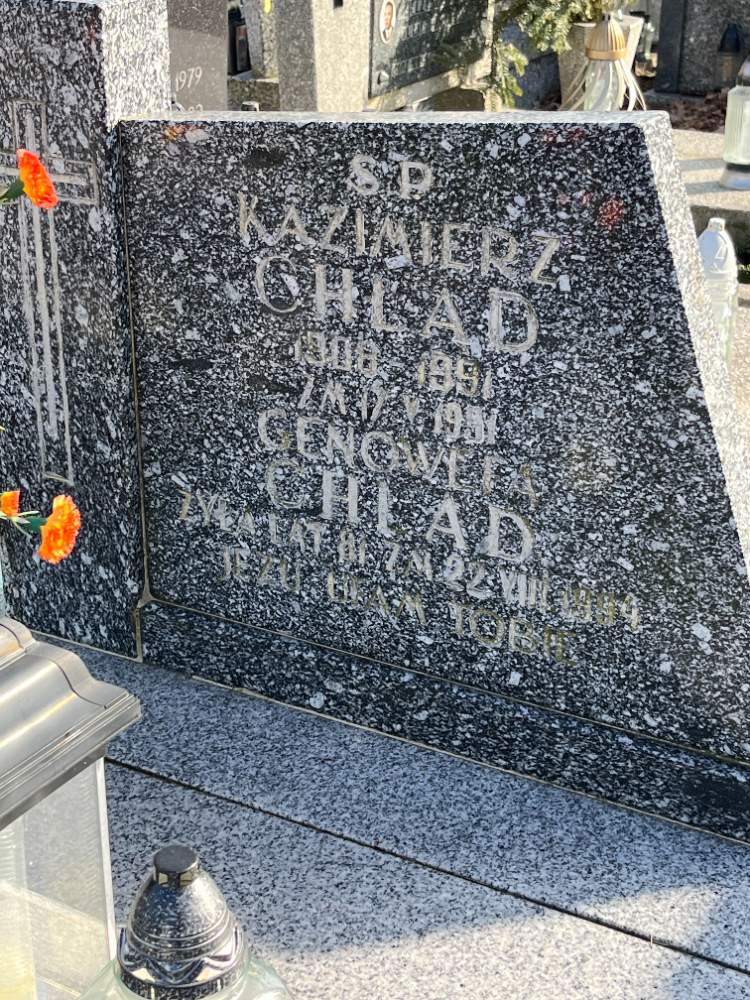 1979
Ś.P.
KAZIMIERZ
CHLAD
1908 1991
ZM 17 V 1991
GENOWEFA
CHLAD
ŻYŁA LAT 81 ZM 22 VIII 1994
JEZU UFAM TOBIE